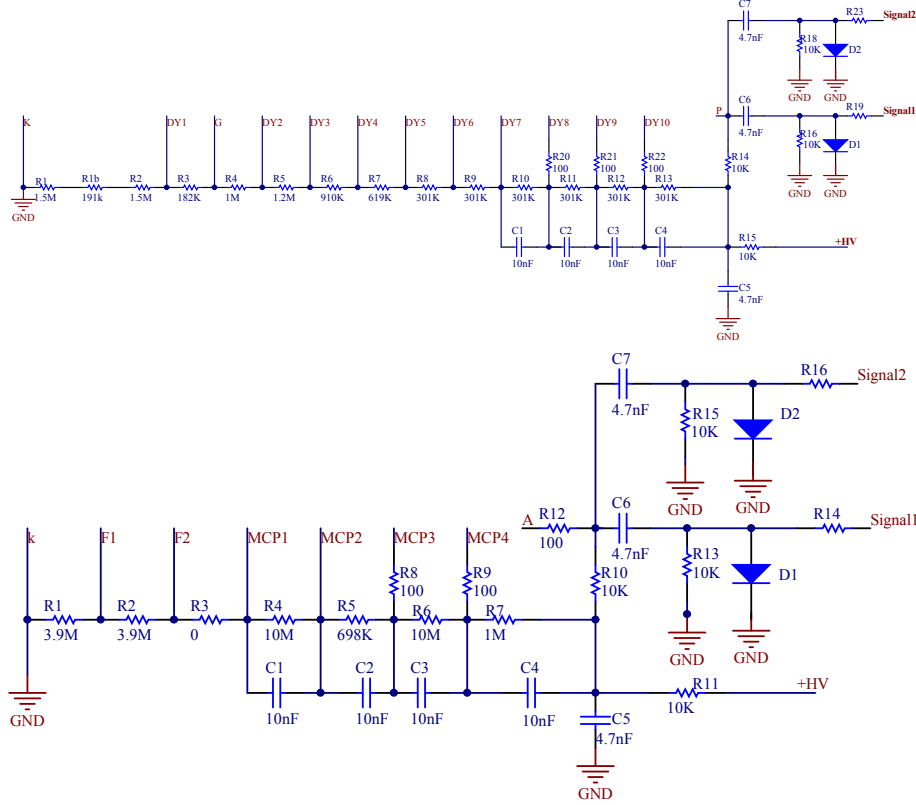 C7
4.7nF
R23
Signal2
R18
10K
D2
GND
GND
K
DY1
G
DY2
DY3
DY4
DY5
DY6
DY7
DY8
DY9
DY10
P
C6
4.7nF
R19
Signal1
R16
10K
D1
GND
GND
R20
100
R21
100
R22
100
R14
10K
R1
1.5M
R1b
191k
R2
1.5M
R3
182K
R4
1M
R5
1.2M
R6
910K
R7
619K
R8
301K
R9
301K
R10
301K
R11
301K
R12
301K
R13
301K
GND
C1
10nF
C2
10nF
C3
10nF
C4
10nF
R15
10K
+HV
C5
4.7nF
GND
C7
4.7nF
R16
Signal2
R15
10K
D2
GND
GND
k
F1
F2
MCP1
MCP2
MCP3
MCP4
A
R12
100
C6
4.7nF
R14
Signal1
R13
10K
D1
GND
GND
R8
100
R9
100
R10
10K
R1
3.9M
R2
3.9M
R3
0
R4
10M
R5
698K
R6
10M
R7
1M
GND
C1
10nF
C2
10nF
C3
10nF
C4
10nF
R11
10K
+HV
C5
4.7nF
GND